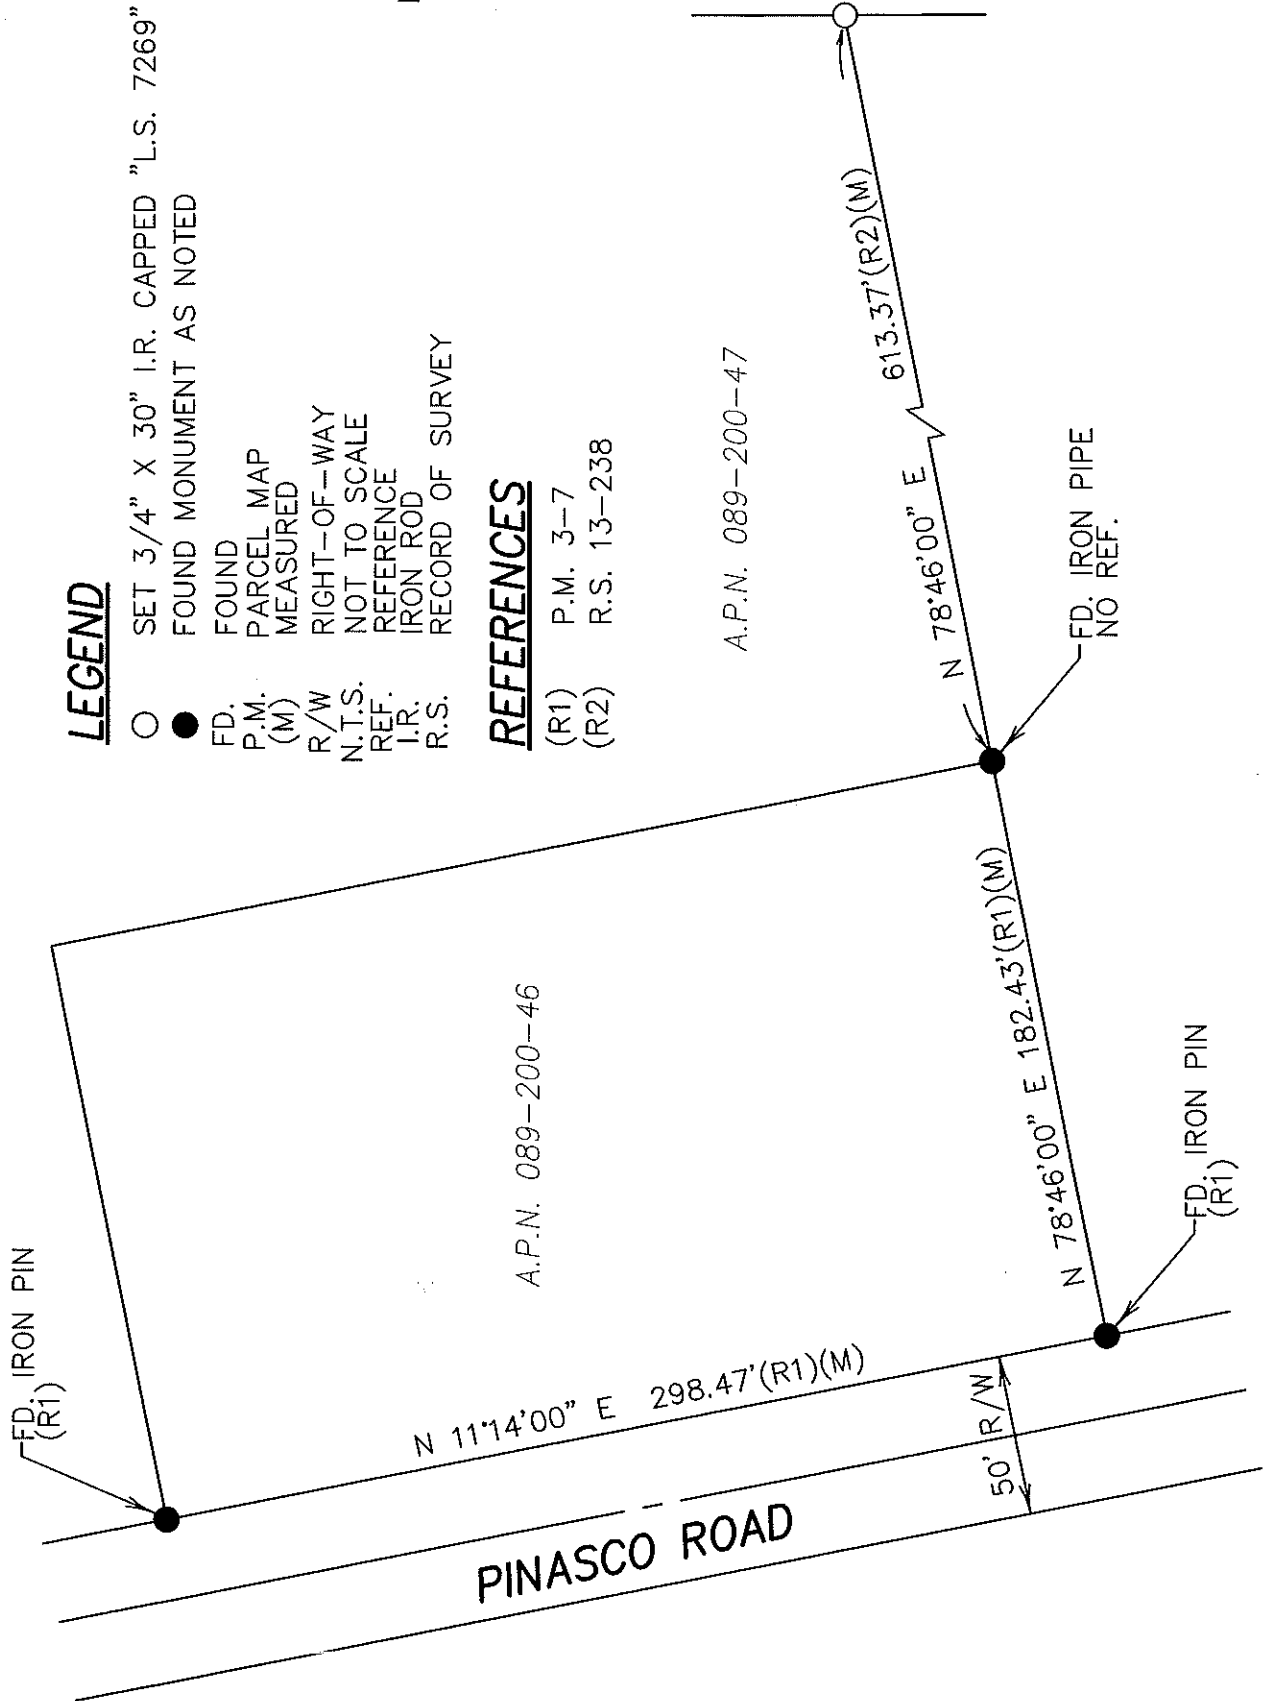 LEGEND
○ SET 3/4" X 30" I.R. CAPPED "L.S. 7269"
● FOUND MONUMENT AS NOTED
FD. FOUND
P.M. PARCEL MAP
(M) MEASURED
R/W RIGHT-OF-WAY
N.T.S. NOT TO SCALE
REF. REFERENCE
I.R. IRON ROD
R.S. RECORD OF SURVEY
REFERENCES
(R1) P.M. 3-7
(R2) R.S. 13-238
FD. IRON PIN
(R1)
A.P.N. 089-200-46
A.P.N. 089-200-47
N 11°14'00" E 298.47'(R1)(M)
PINASCO ROAD
50' R/W
N 78°46'00" E 182.43'(R1)(M)
N 78°46'00" E 613.37'(R2)(M)
FD. IRON PIN
(R1)
FD. IRON PIPE
NO REF.